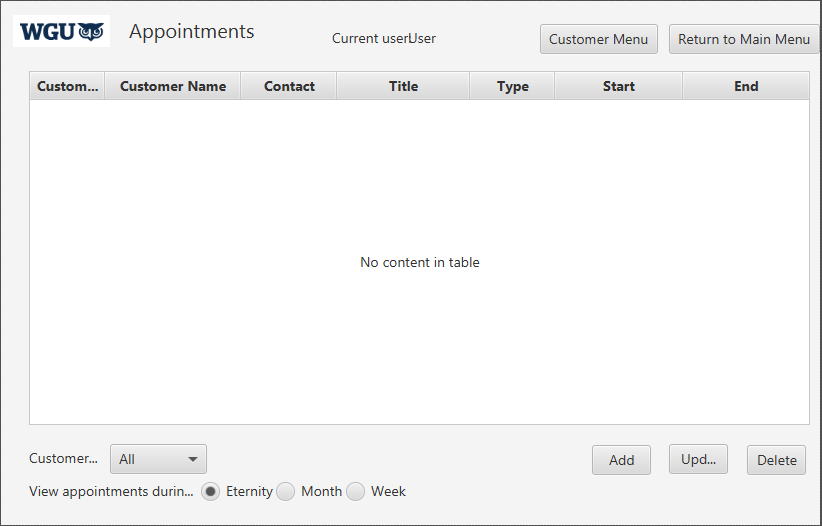 WGU
Appointments
Current userUser
Customer Menu
Return to Main Menu
Custom... Customer Name Contact Title Type Start End
No content in table
Customer... All
Add Upd... Delete
View appointments durin... Eternity Month Week